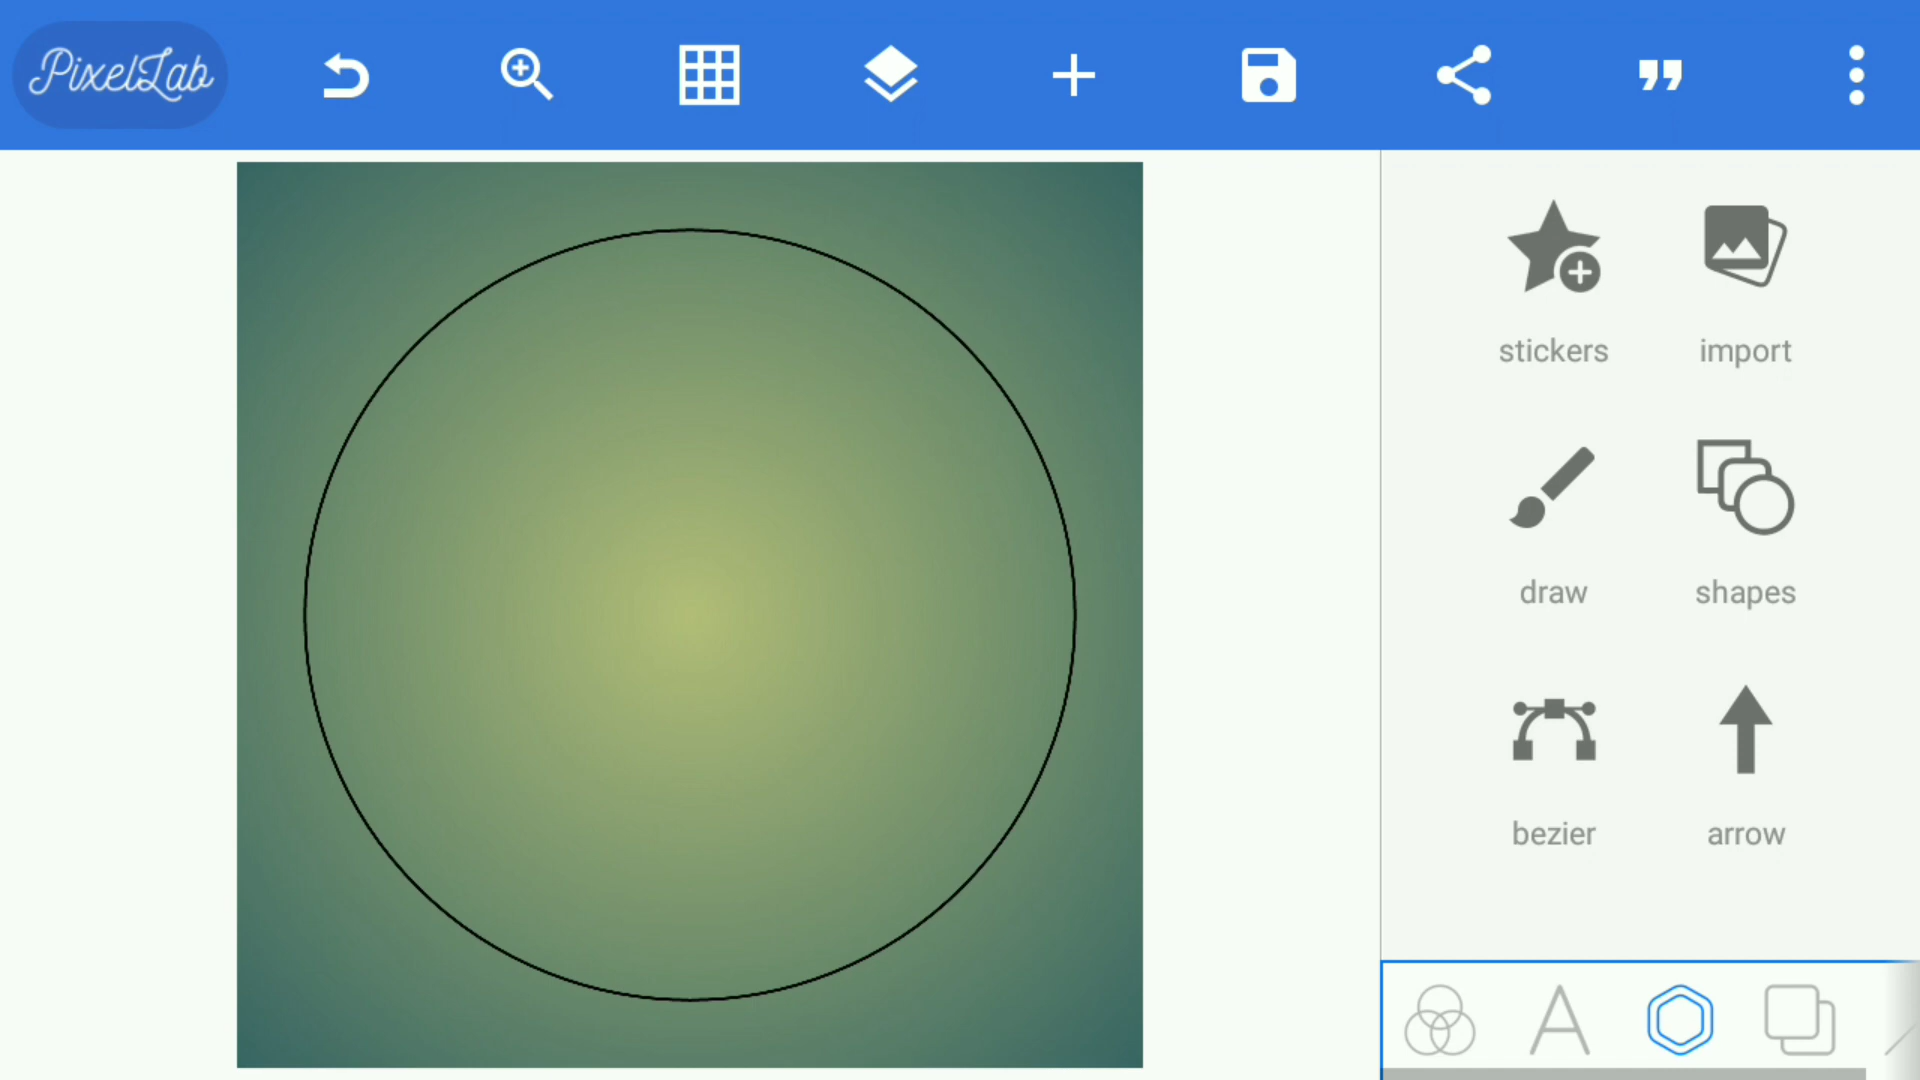 PixelLab
stickers
import
draw
shapes
bezier
arrow